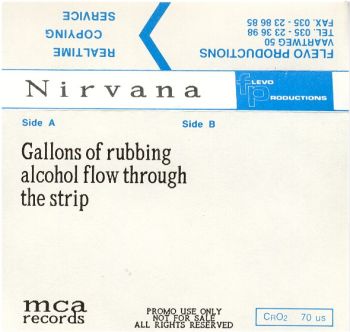 REALTIME
COPYING
SERVICE
FLEVO PRODUCTIONS
VAARTWEG 50
TEL. 035 - 23 36 98
FAX. 035 - 23 86 85
Nirvana
FLEVO
PRODUCTIONS
Side A
Side B
Gallons of rubbing
alcohol flow through
the strip
mca
records
PROMO USE ONLY
NOT FOR SALE
ALL RIGHTS RESERVED
CRO2 70 us